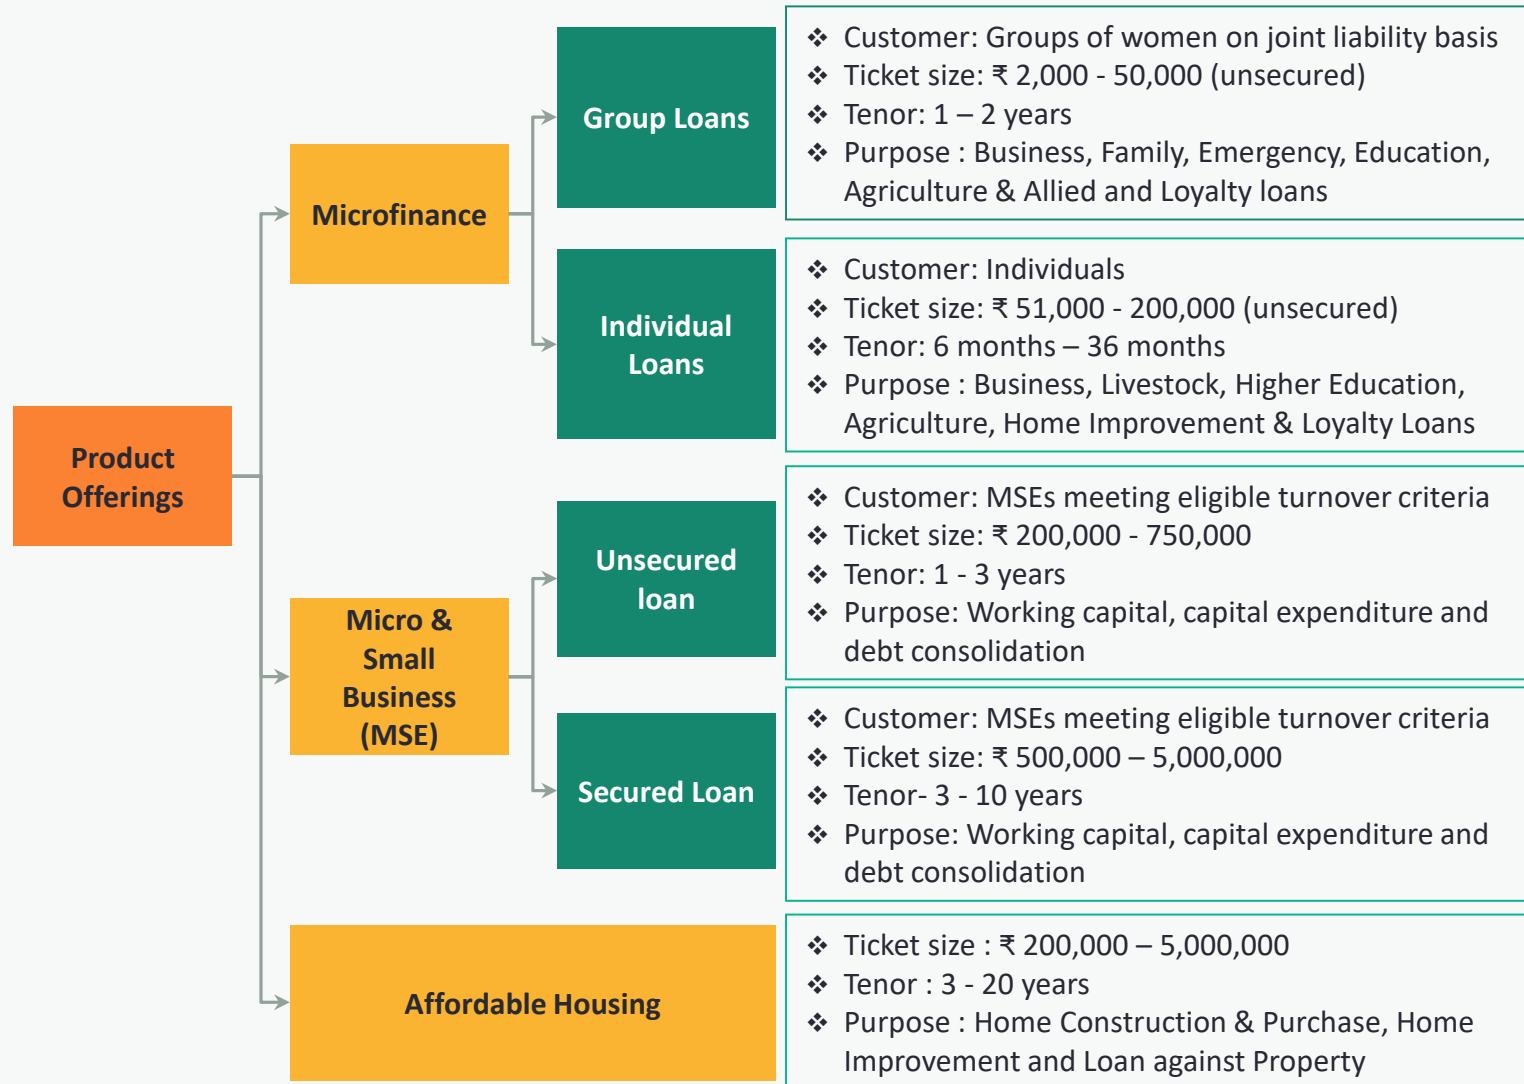 Product
Offerings
Microfinance
Group Loans
❖ Customer: Groups of women on joint liability basis
❖ Ticket size: ₹ 2,000 - 50,000 (unsecured)
❖ Tenor: 1 – 2 years
❖ Purpose : Business, Family, Emergency, Education,
Agriculture & Allied and Loyalty loans
Individual
Loans
❖ Customer: Individuals
❖ Ticket size: ₹ 51,000 - 200,000 (unsecured)
❖ Tenor: 6 months – 36 months
❖ Purpose : Business, Livestock, Higher Education,
Agriculture, Home Improvement & Loyalty Loans
Micro &
Small
Business
(MSE)
Unsecured
loan
❖ Customer: MSEs meeting eligible turnover criteria
❖ Ticket size: ₹ 200,000 - 750,000
❖ Tenor: 1 - 3 years
❖ Purpose: Working capital, capital expenditure and
debt consolidation
Secured Loan
❖ Customer: MSEs meeting eligible turnover criteria
❖ Ticket size: ₹ 500,000 – 5,000,000
❖ Tenor- 3 - 10 years
❖ Purpose: Working capital, capital expenditure and
debt consolidation
Affordable Housing
❖ Ticket size : ₹ 200,000 – 5,000,000
❖ Tenor : 3 - 20 years
❖ Purpose : Home Construction & Purchase, Home
Improvement and Loan against Property